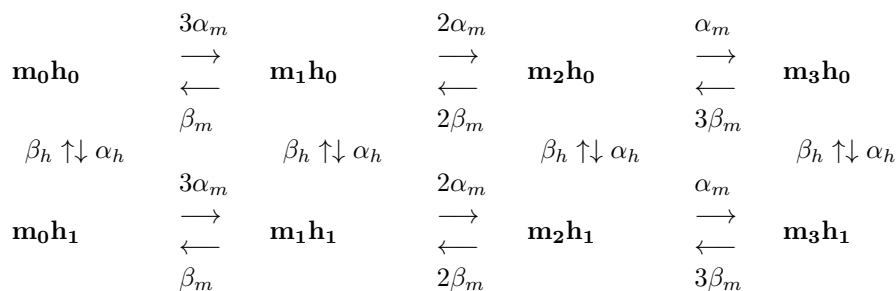 3α_m 2α_m α_m
→ → →
m₀h₀ m₁h₀ m₂h₀ m₃h₀
← ← ←
β_m 2β_m 3β_m
β_h ↑↓ α_h β_h ↑↓ α_h β_h ↑↓ α_h β_h ↑↓ α_h
3α_m 2α_m α_m
→ → →
m₀h₁ m₁h₁ m₂h₁ m₃h₁
← ← ←
β_m 2β_m 3β_m